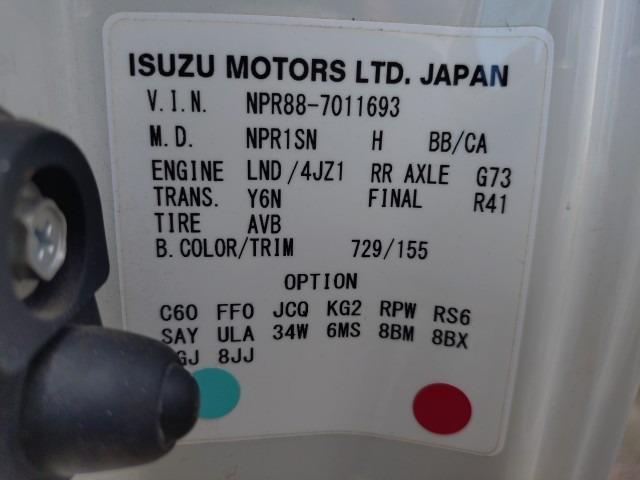 ISUZU MOTORS LTD. JAPAN
V.I.N. NPR88-7011693
M.D. NPR1SN H BB/CA
ENGINE LND/4JZ1 RR AXLE G73
TRANS. Y6N FINAL R41
TIRE AVB
B.COLOR/TRIM 729/155
OPTION
C60 FF0 JCQ KG2 RPW RS6
SAY ULA 34W 6MS 8BM 8BX
8JJ